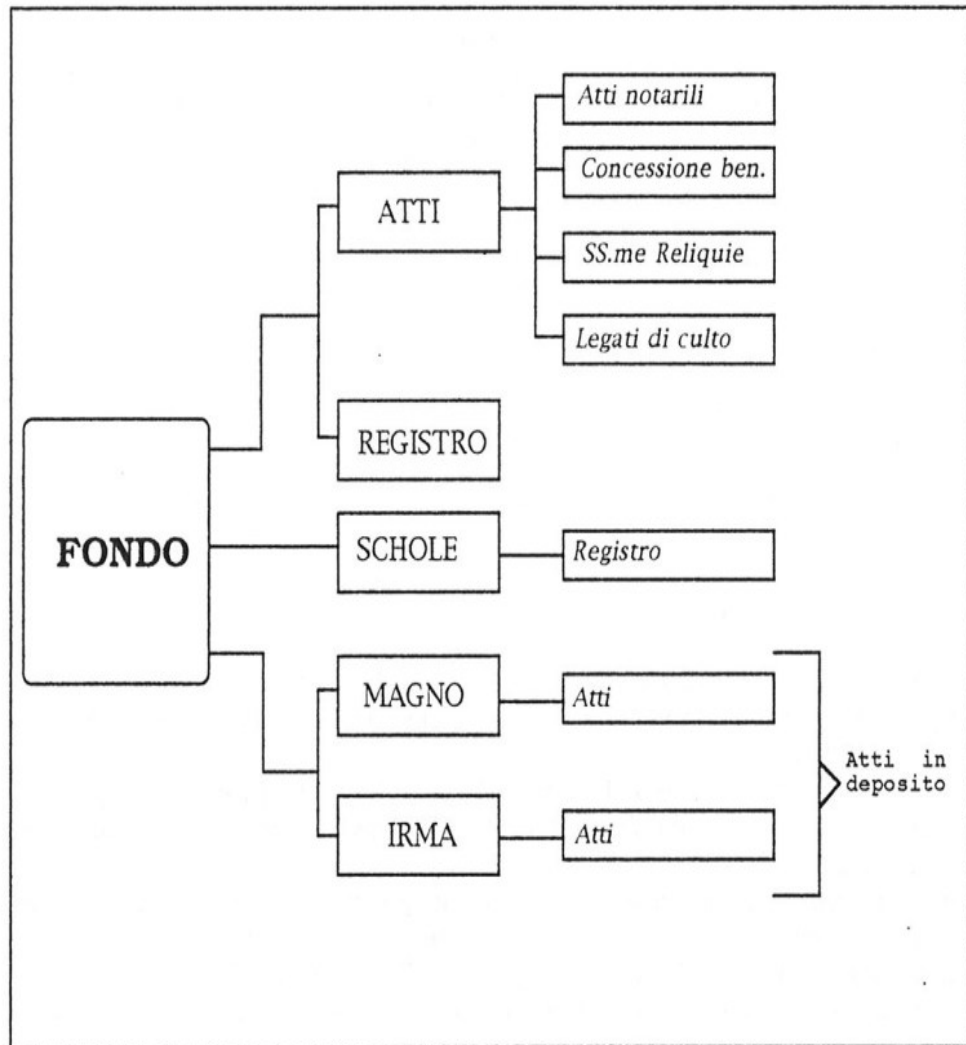 Atti notarili
Concessione ben.
ATTI
SS.me Reliquie
Legati di culto
REGISTRO
FONDO
SCHOLE
Registro
MAGNO
Atti
Atti in
deposito
IRMA
Atti